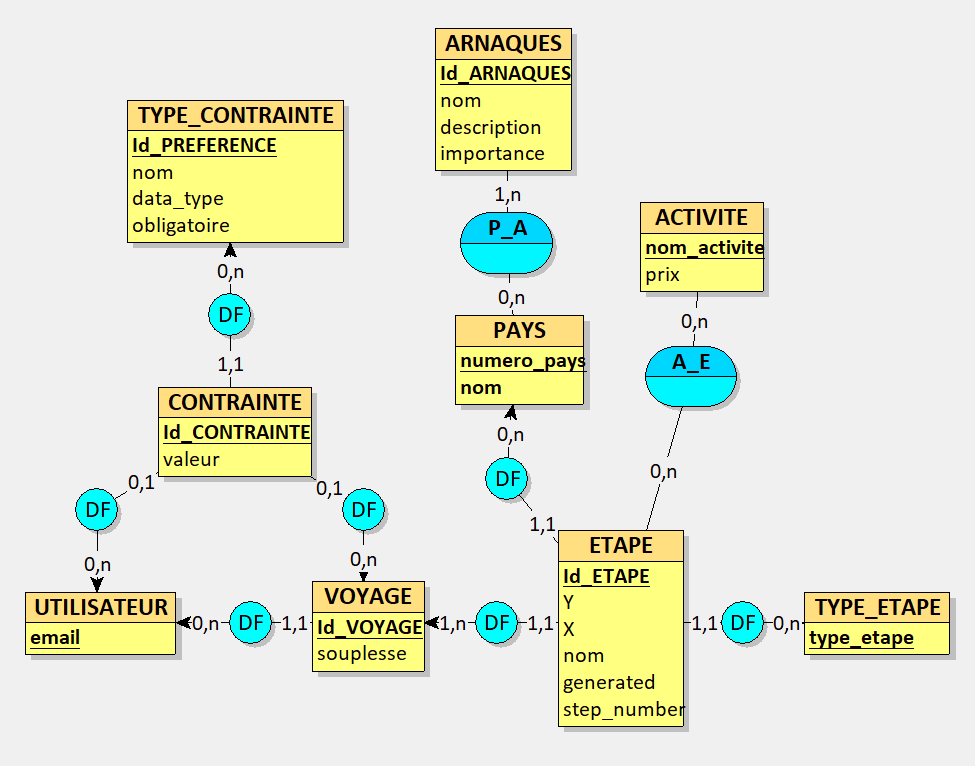 ARNAQUES
Id_ARNAQUES
nom
description
importance
TYPE_CONTRAINTE
Id_PREFERENCE
nom
data_type
obligatoire
1,n
P_A
0,n
ACTIVITE
nom_activite
prix
0,n
DF
1,1
0,n
A_E
0,n
PAYS
numero_pays
nom
CONTRAINTE
Id_CONTRAINTE
valeur
0,n
DF
1,1
0,1
DF
0,n
0,1
DF
0,n
ETAPE
Id_ETAPE
Y
X
nom
generated
step_number
UTILISATEUR
email
0,n
DF
1,1
VOYAGE
Id_VOYAGE
souplesse
1,n
DF
1,1
1,1
DF
0,n
TYPE_ETAPE
type_etape